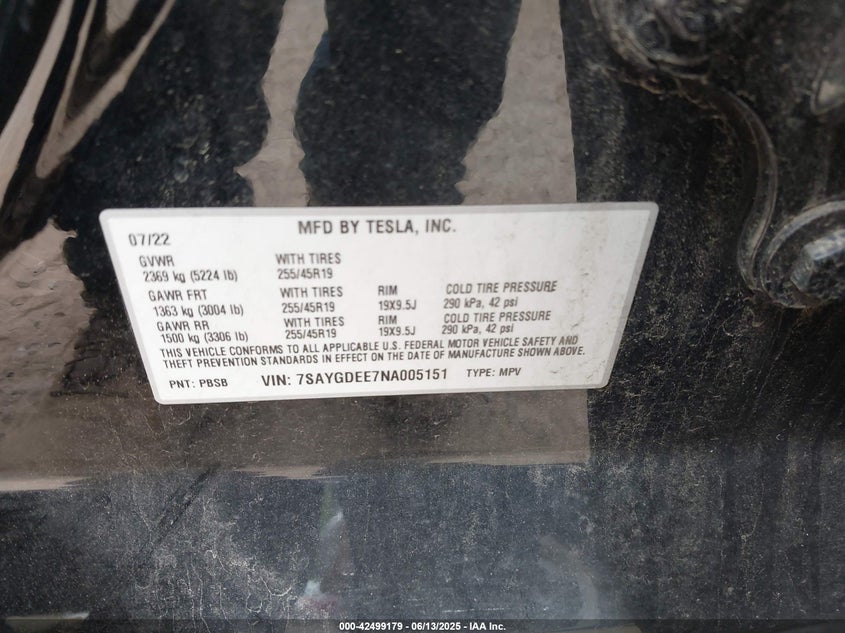 MFD BY TESLA, INC.
07/22
GVWR WITH TIRES
2369 kg (5224 lb) 255/45R19
GAWR FRT WITH TIRES RIM COLD TIRE PRESSURE
1363 kg (3004 lb) 255/45R19 19X9.5J 290 kPa, 42 psi
GAWR RR WITH TIRES RIM COLD TIRE PRESSURE
1500 kg (3306 lb) 255/45R19 19X9.5J 290 kPa, 42 psi
THIS VEHICLE CONFORMS TO ALL APPLICABLE U.S. FEDERAL MOTOR VEHICLE SAFETY AND
THEFT PREVENTION STANDARDS IN EFFECT ON THE DATE OF MANUFACTURE SHOWN ABOVE.
PNT: PBSB VIN: 7SAYGDEE7NA005151 TYPE: MPV
000-42499179 - 06/13/2025 - IAA Inc.